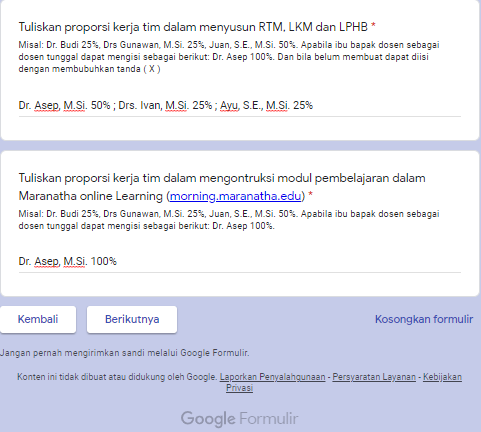 Tuliskan proporsi kerja tim dalam menyusun RTM, LKM dan LPHB *
Misal: Dr. Budi 25%, Drs Gunawan, M.Si. 25%, Juan, S.E., M.Si. 50%. Apabila ibu bapak dosen sebagai
dosen tunggal dapat mengisi sebagai berikut: Dr. Asep 100%. Dan bila belum membuat dapat diisi
dengan membubuhkan tanda ( X )
Dr. Asep, M.Si. 50% ; Drs. Ivan, M.Si. 25% ; Ayu, S.E., M.Si. 25%
Tuliskan proporsi kerja tim dalam mengontruksi modul pembelajaran dalam
Maranatha online Learning (morning.maranatha.edu) *
Misal: Dr. Budi 25%, Drs Gunawan, M.Si. 25%, Juan, S.E., M.Si. 50%. Apabila ibu bapak dosen sebagai
dosen tunggal dapat mengisi sebagai berikut: Dr. Asep 100%.
Dr. Asep, M.Si. 100%
Kembali Berikutnya Kosongkan formulir
Jangan pernah mengirimkan sandi melalui Google Formulir.
Konten ini tidak dibuat atau didukung oleh Google. Laporkan Penyalahgunaan - Persyaratan Layanan - Kebijakan
Privasi
Google Formulir